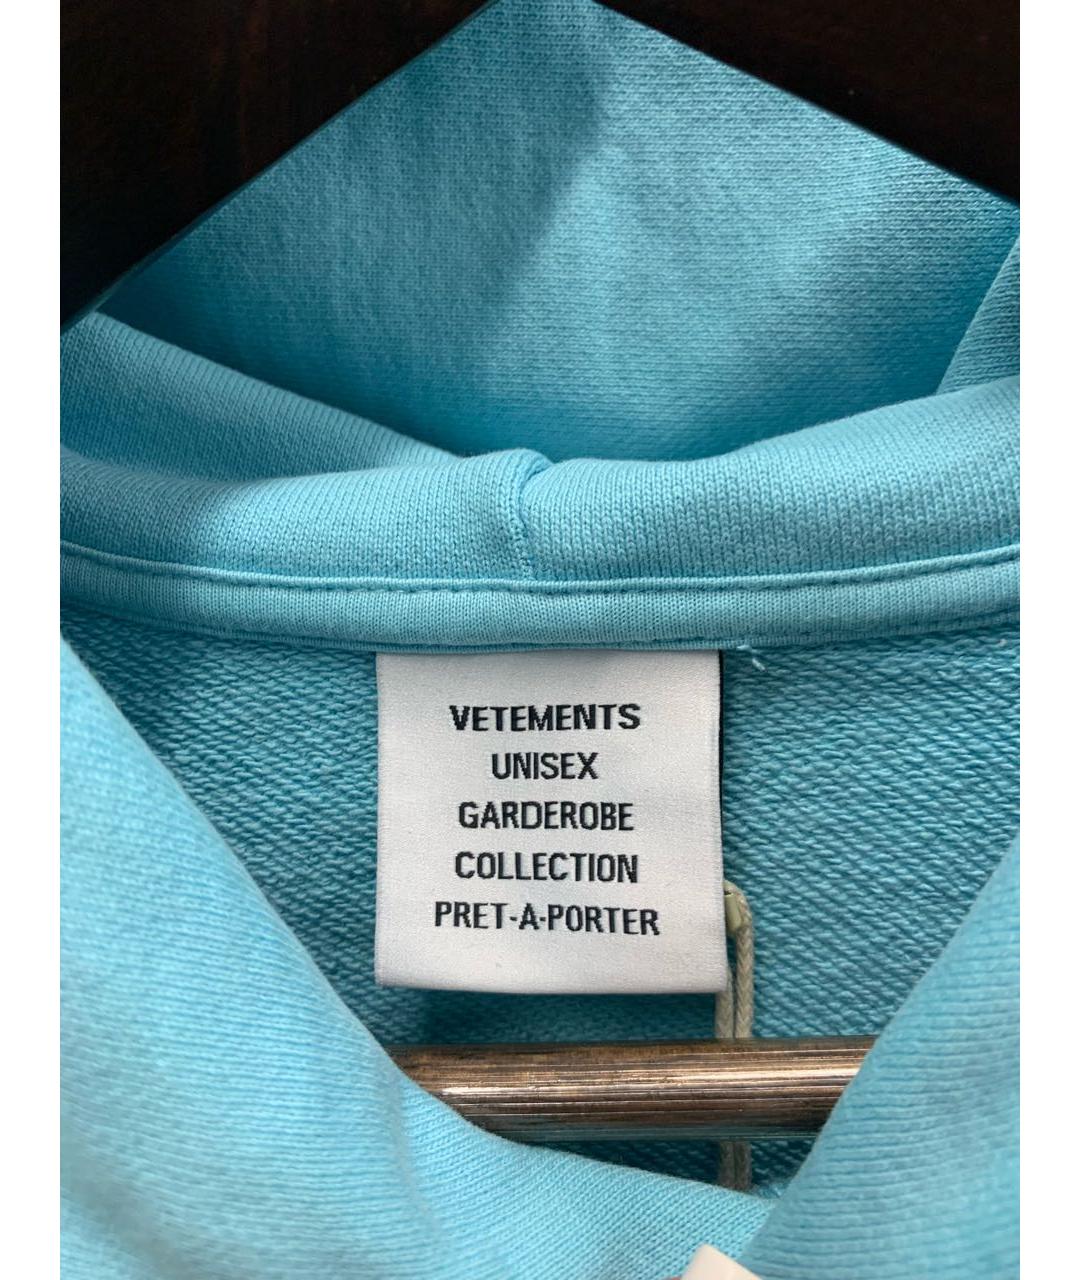 VETEMENTS
UNISEX
GARDEROBE
COLLECTION
PRET-A-PORTER